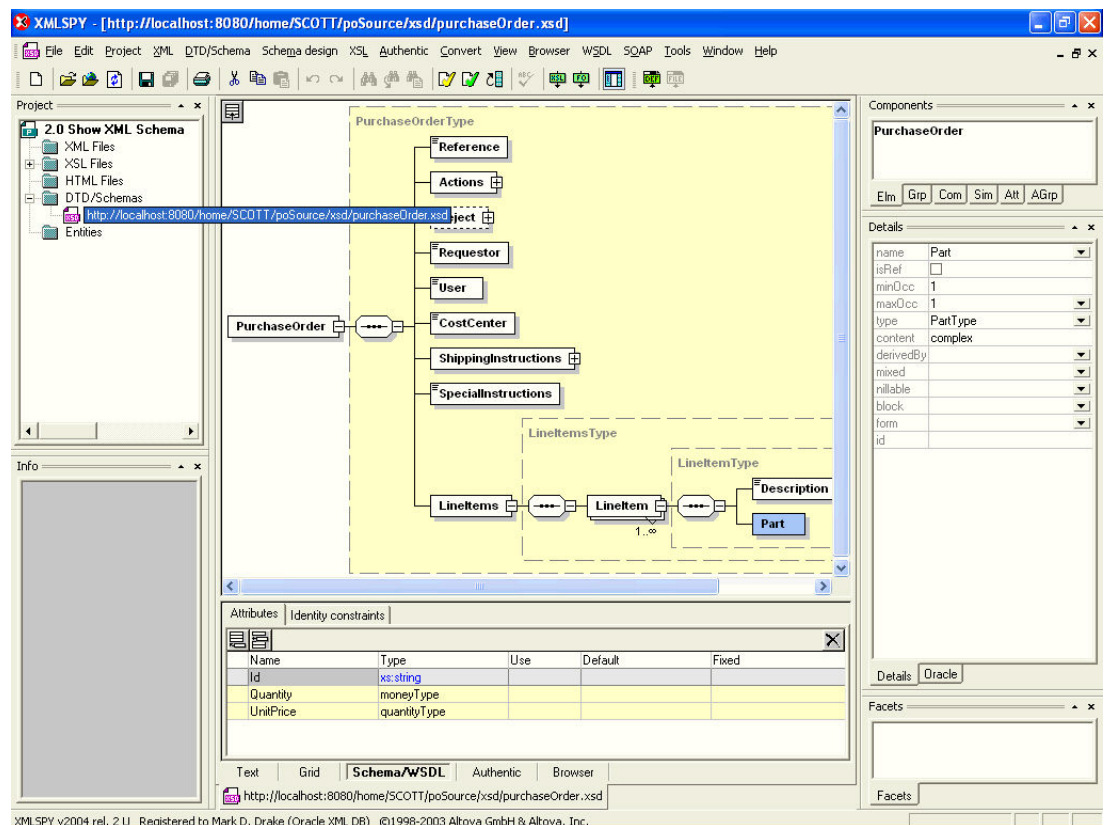 XMLSPY - [http://localhost:8080/home/SCOTT/poSource/xsd/purchaseOrder.xsd]
File Edit Project XML DTD/Schema Schema design XSL Authentic Convert View Browser WSDL SOAP Tools Window Help
Project
2.0 Show XML Schema
XML Files
XSL Files
HTML Files
DTD/Schemas
http://localhost:8080/home/SCOTT/poSource/xsd/purchaseOrder.xsd
Entities
Info
PurchaseOrderType
Reference
Actions
Requestor
User
PurchaseOrder
CostCenter
ShippingInstructions
SpecialInstructions
LineItemsType
LineItemType
LineItems
LineItem
1..∞
Description
Part
Attributes Identity constraints
Name Type Use Default Fixed
Id xs:string
Quantity moneyType
UnitPrice quantityType
Text Grid Schema/WSDL Authentic Browser
http://localhost:8080/home/SCOTT/poSource/xsd/purchaseOrder.xsd
Components
PurchaseOrder
Elm Grp Com Sim Att AGrp
Details
name Part
isRef
minOcc 1
maxOcc 1
type PartType
content complex
derivedBy
mixed
nillable
block
form
id
Details Oracle
Facets
Facets
XMLSPY v2004 rel. 2 U Registered to Mark D. Drake (Oracle XML DB) ©1998-2003 Altova GmbH & Altova, Inc.